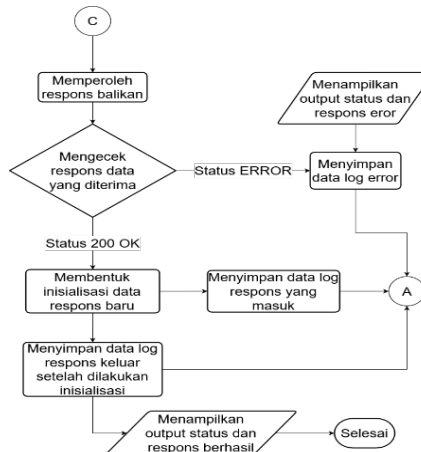 C
Memperoleh
respons balikan
Menampilkan
output status dan
respons eror
Mengecek
respons data
yang diterima
Status ERROR
Menyimpan
data log error
Status 200 OK
Membentuk
inisialisasi data
respons baru
Menyimpan data log
respons yang
masuk
A
Menyimpan data log
respons keluar
setelah dilakukan
inisialisasi
Menampilkan
output status dan
respons berhasil
Selesai